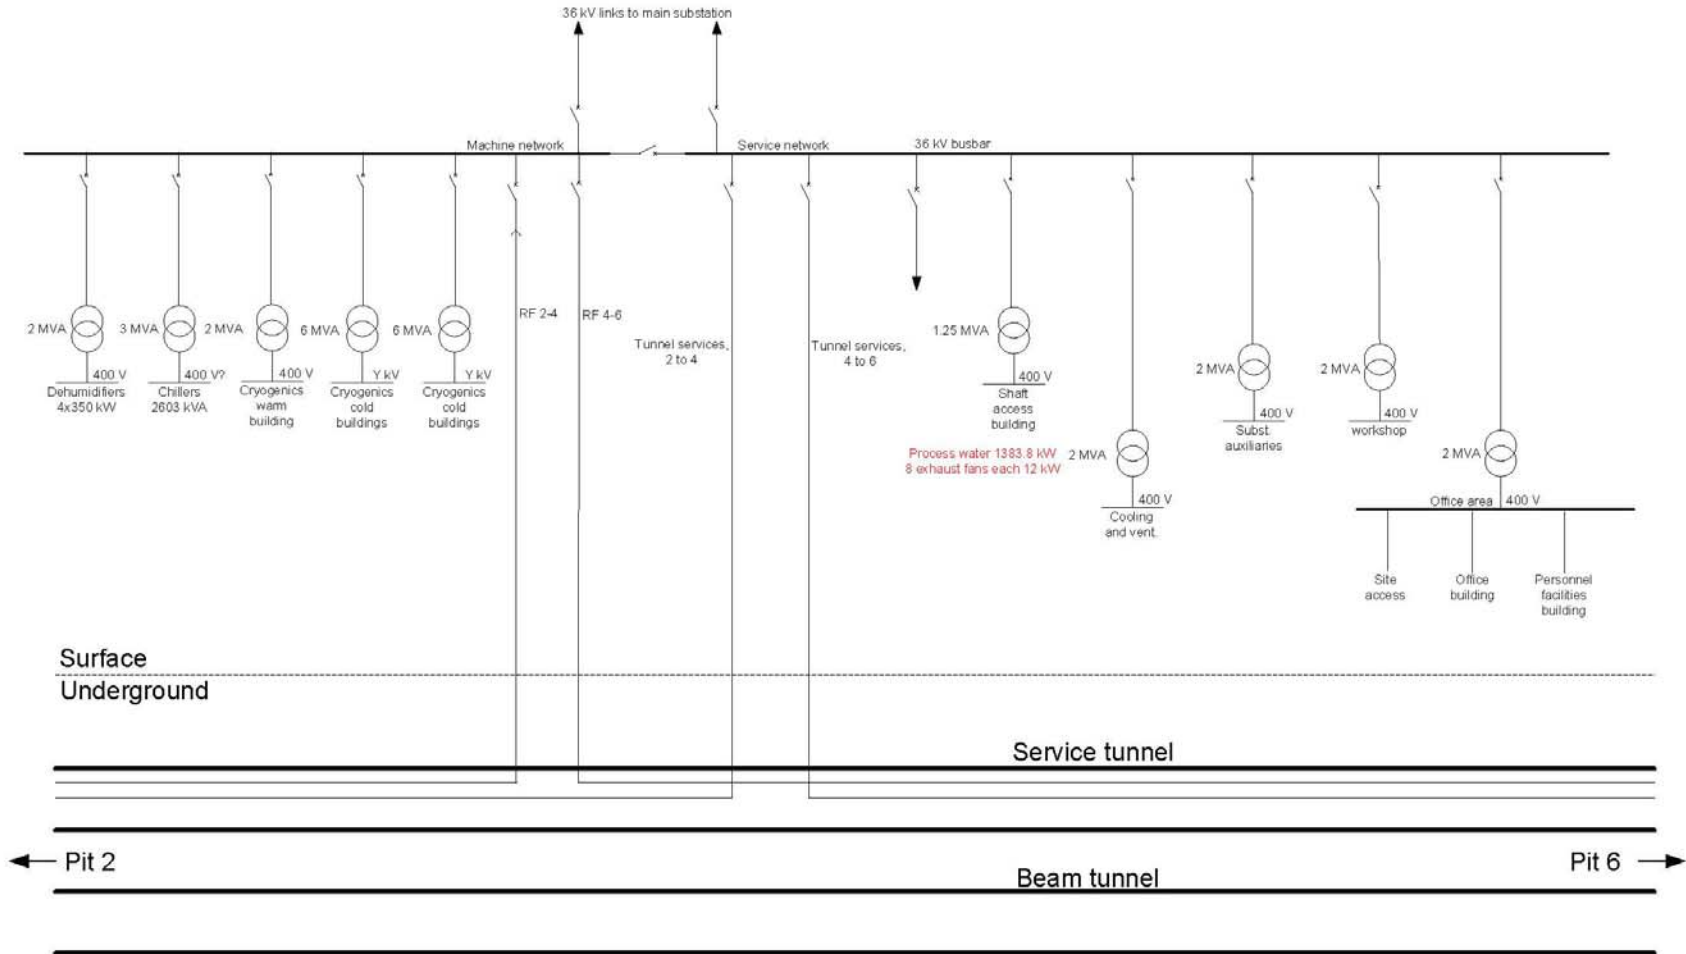 36 kV links to main substation
Machine network
Service network
36 kV busbar
RF 2-4
RF 4-6
Tunnel services,
2 to 4
Tunnel services,
4 to 6
2 MVA
400 V
Dehumidifiers
4x350 kW
3 MVA
400 V?
Chillers
2603 kVA
2 MVA
400 V
Cryogenics
warm
building
6 MVA
Y kV
Cryogenics
cold
buildings
6 MVA
Y kV
Cryogenics
cold
buildings
1.25 MVA
400 V
Shaft
access
building
Process water 1383.8 kW
8 exhaust fans each 12 kW
2 MVA
400 V
Cooling
and vent.
2 MVA
400 V
Subst.
auxiliaries
2 MVA
400 V
workshop
2 MVA
Office area
400 V
Site
access
Office
building
Personnel
facilities
building
Surface
Underground
Service tunnel
Pit 2
Pit 6
Beam tunnel